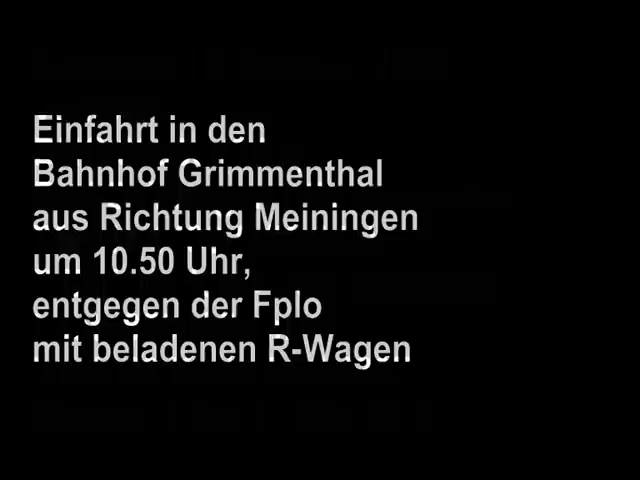 Einfahrt in den
Bahnhof Grimmenthal
aus Richtung Meiningen
um 10.50 Uhr,
entgegen der Fplo
mit beladenen R-Wagen